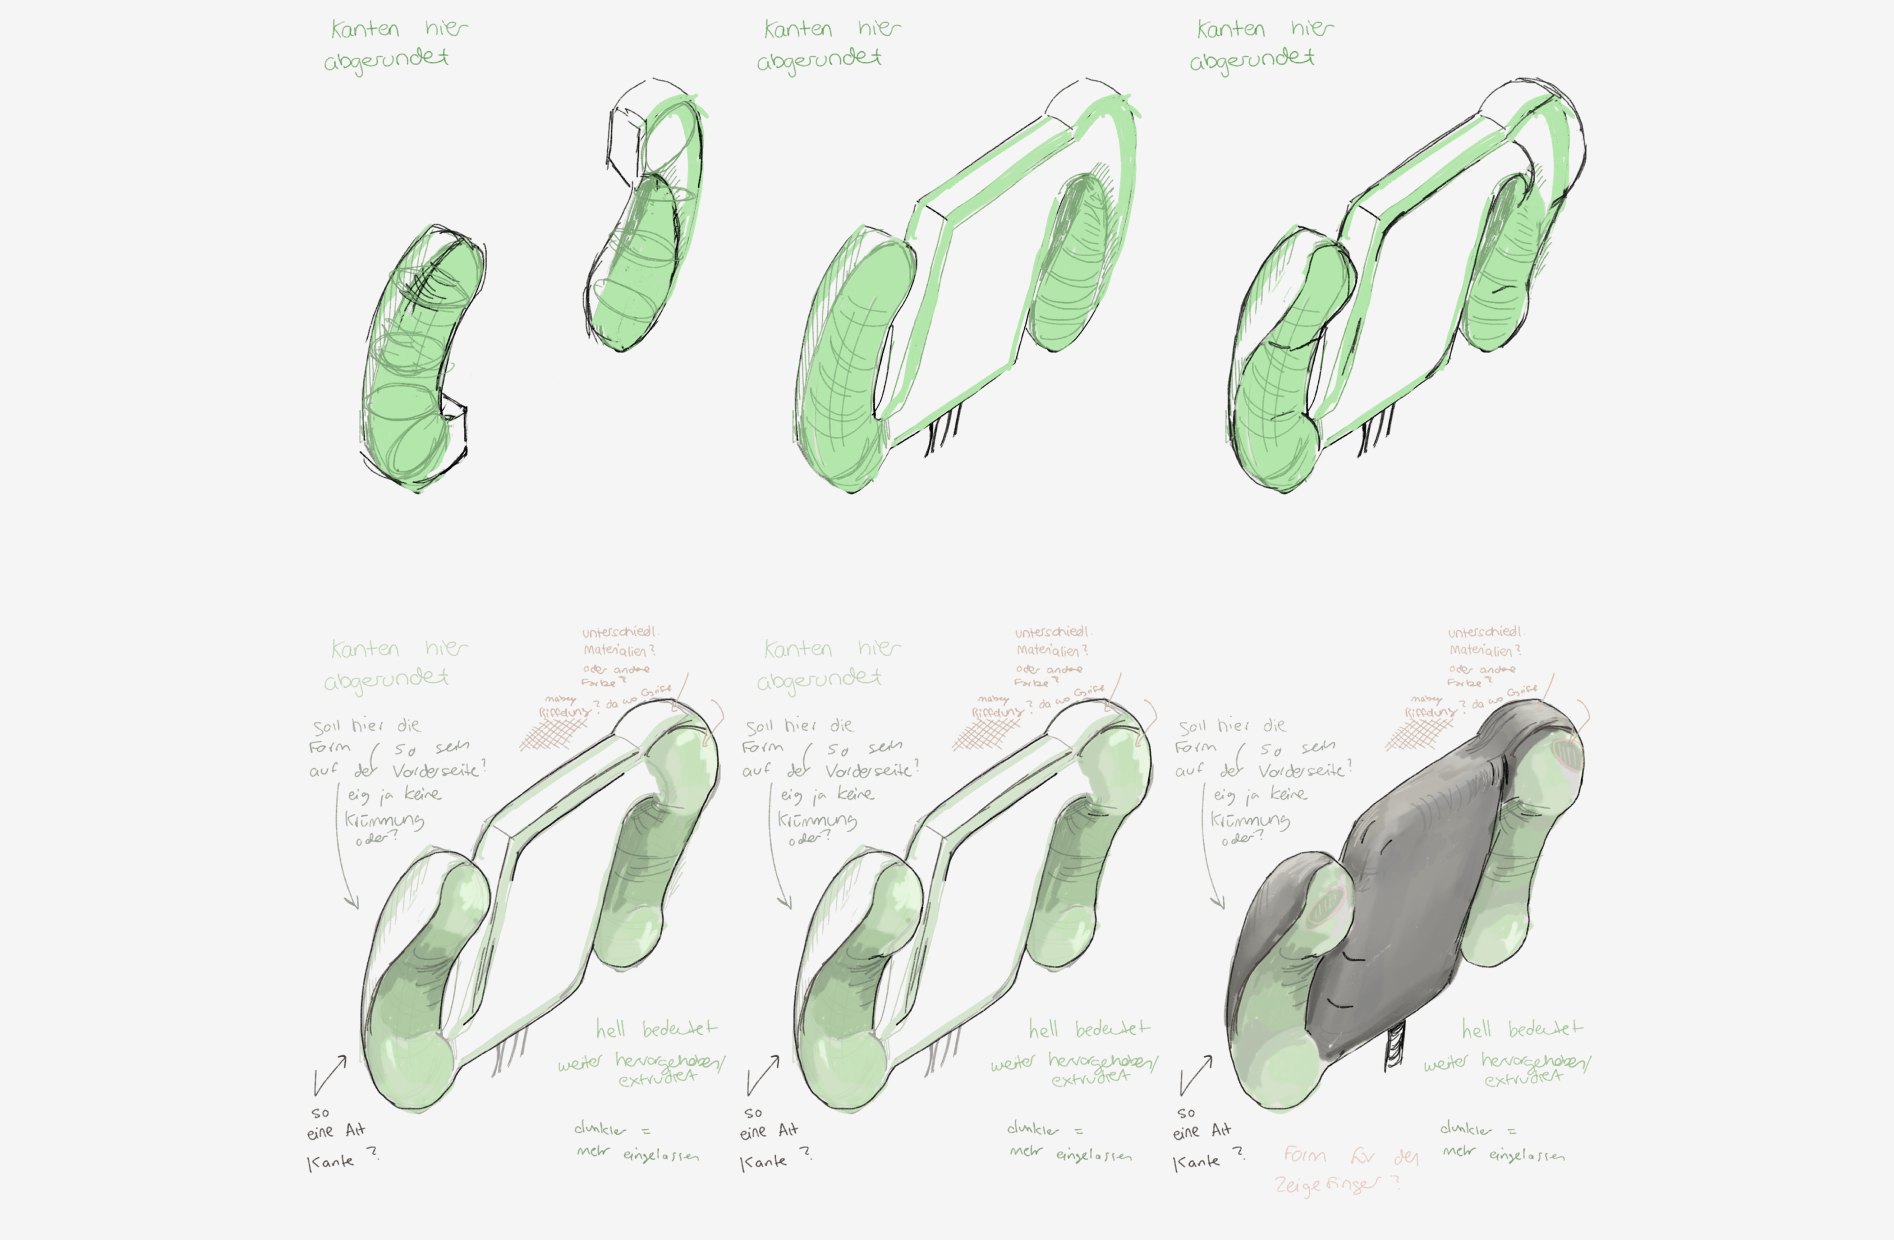 Kanten hier
abgerundet
Kanten hier
abgerundet
Kanten hier
abgerundet
Kanten hier
abgerundet
unterschiedl.
Materialien?
oder andere
Farbe?
maybe
Riffelung? da wo Griffe
Soll hier die
Form so sein
auf der Vorderseite?
eig ja keine
Krümmung
oder?
hell bedeutet
weiter hervorgehoben/
extrudiert
so
eine Art
Kante?
dunkler =
mehr eingelassen
Kanten hier
abgerundet
unterschiedl.
Materialien?
oder andere
Farbe?
maybe
Riffelung? da wo Griffe
Soll hier die
Form so sein
auf der Vorderseite?
eig ja keine
Krümmung
oder?
hell bedeutet
weiter hervorgehoben/
extrudiert
so
eine Art
Kante?
dunkler =
mehr eingelassen
unterschiedl.
Materialien?
oder andere
Farbe?
maybe
Riffelung? da wo Griffe
Soll hier die
Form so sein
auf der Vorderseite?
eig ja keine
Krümmung
oder?
hell bedeutet
weiter hervorgehoben/
extrudiert
so
eine Art
Kante?
dunkler =
mehr eingelassen
Form für den
Zeigefinger?